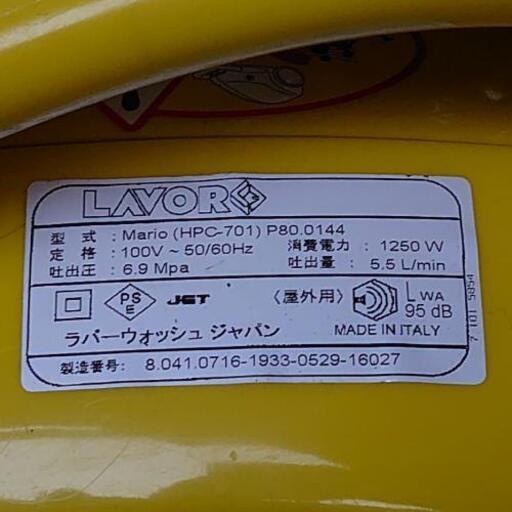 LAVOR
型 式 : Mario (HPC-701) P80.0144
定 格 : 100V ~ 50/60Hz 消費電力 : 1250 W
吐出圧 : 6.9 Mpa 吐出量 : 5.5 L/min
PS E JET 〈屋外用〉 LWA 95 dB
ラバーウォッシュ ジャパン MADE IN ITALY
製造番号: 8.041.0716-1933-0529-16027
7.101.5854